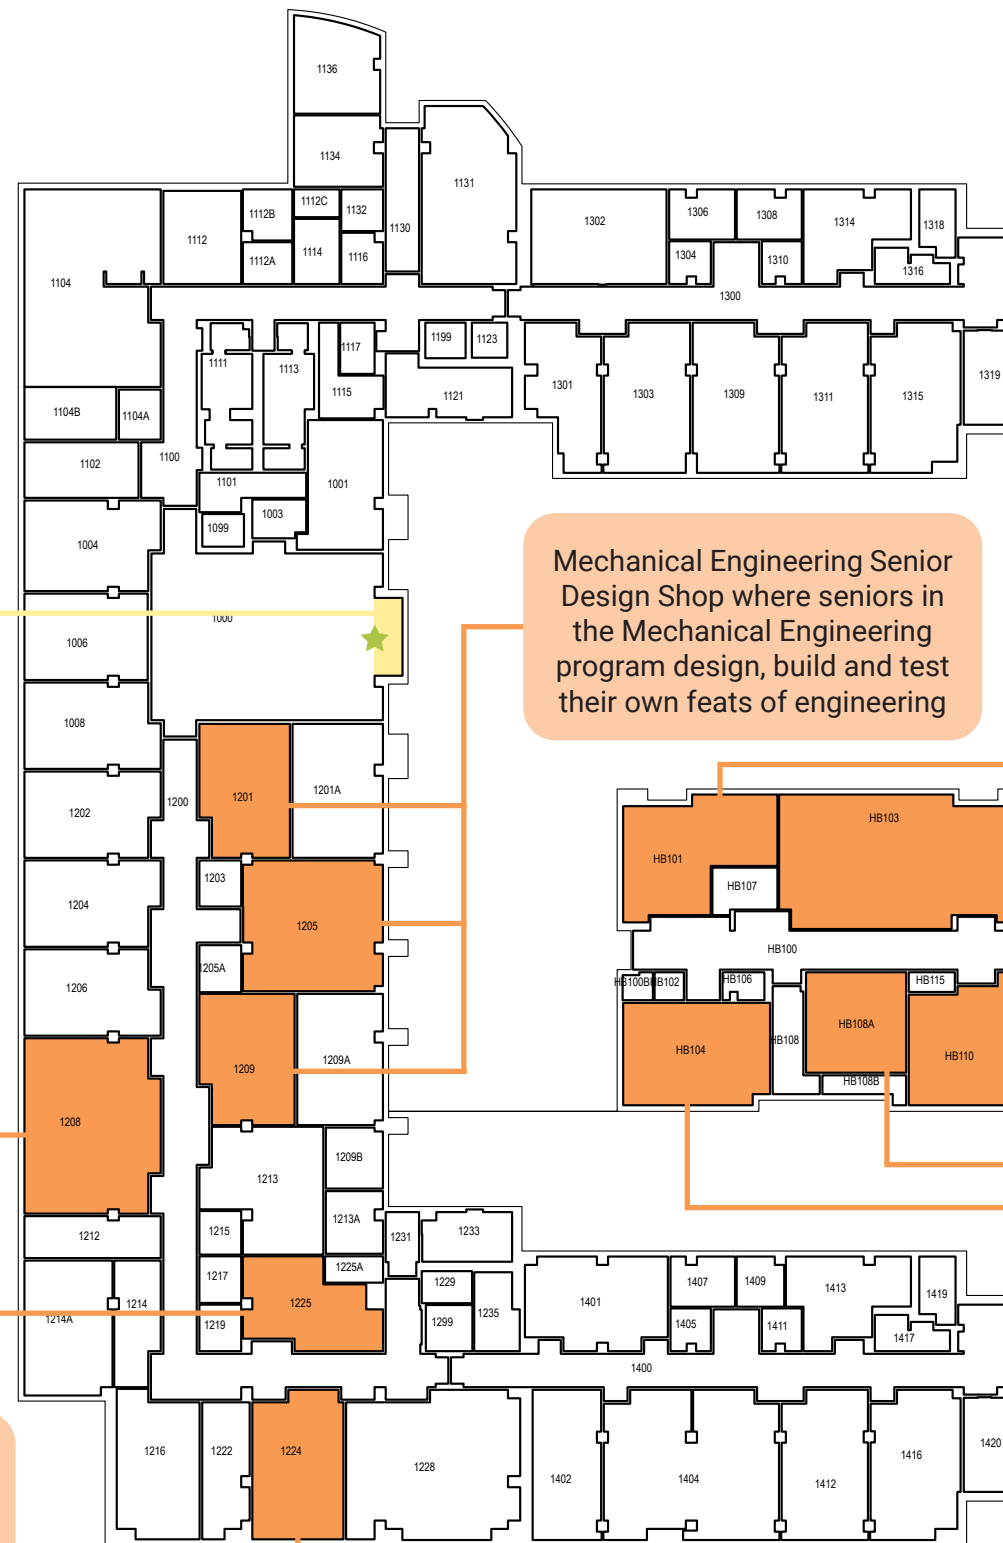 1136
1134
1131
1112C
1112B
1132
1302
1306
1308
1314
1318
1130
1112
1114
1116
1112A
1304
1310
1316
1104
1300
1199
1123
1117
1111
1113
1115
1121
1301
1303
1309
1311
1315
1319
1104B
1104A
1102
1100
1101
1001
1099
1003
1004
Mechanical Engineering Senior
Design Shop where seniors in
the Mechanical Engineering
program design, build and test
their own feats of engineering
1000
1006
1008
1201
1201A
1200
1202
HB103
HB101
HB107
1203
1204
1205
HB100
1205A
1206
HB100B
HB102
HB106
HB115
HB108A
HB104
HB108
HB110
HB108B
1209
1209A
1208
1209B
1213
1213A
1212
1215
1231
1233
1217
1225A
1229
1407
1409
1413
1419
1214A
1214
1219
1225
1299
1235
1401
1405
1411
1417
1400
1216
1222
1224
1228
1402
1404
1412
1416
1420